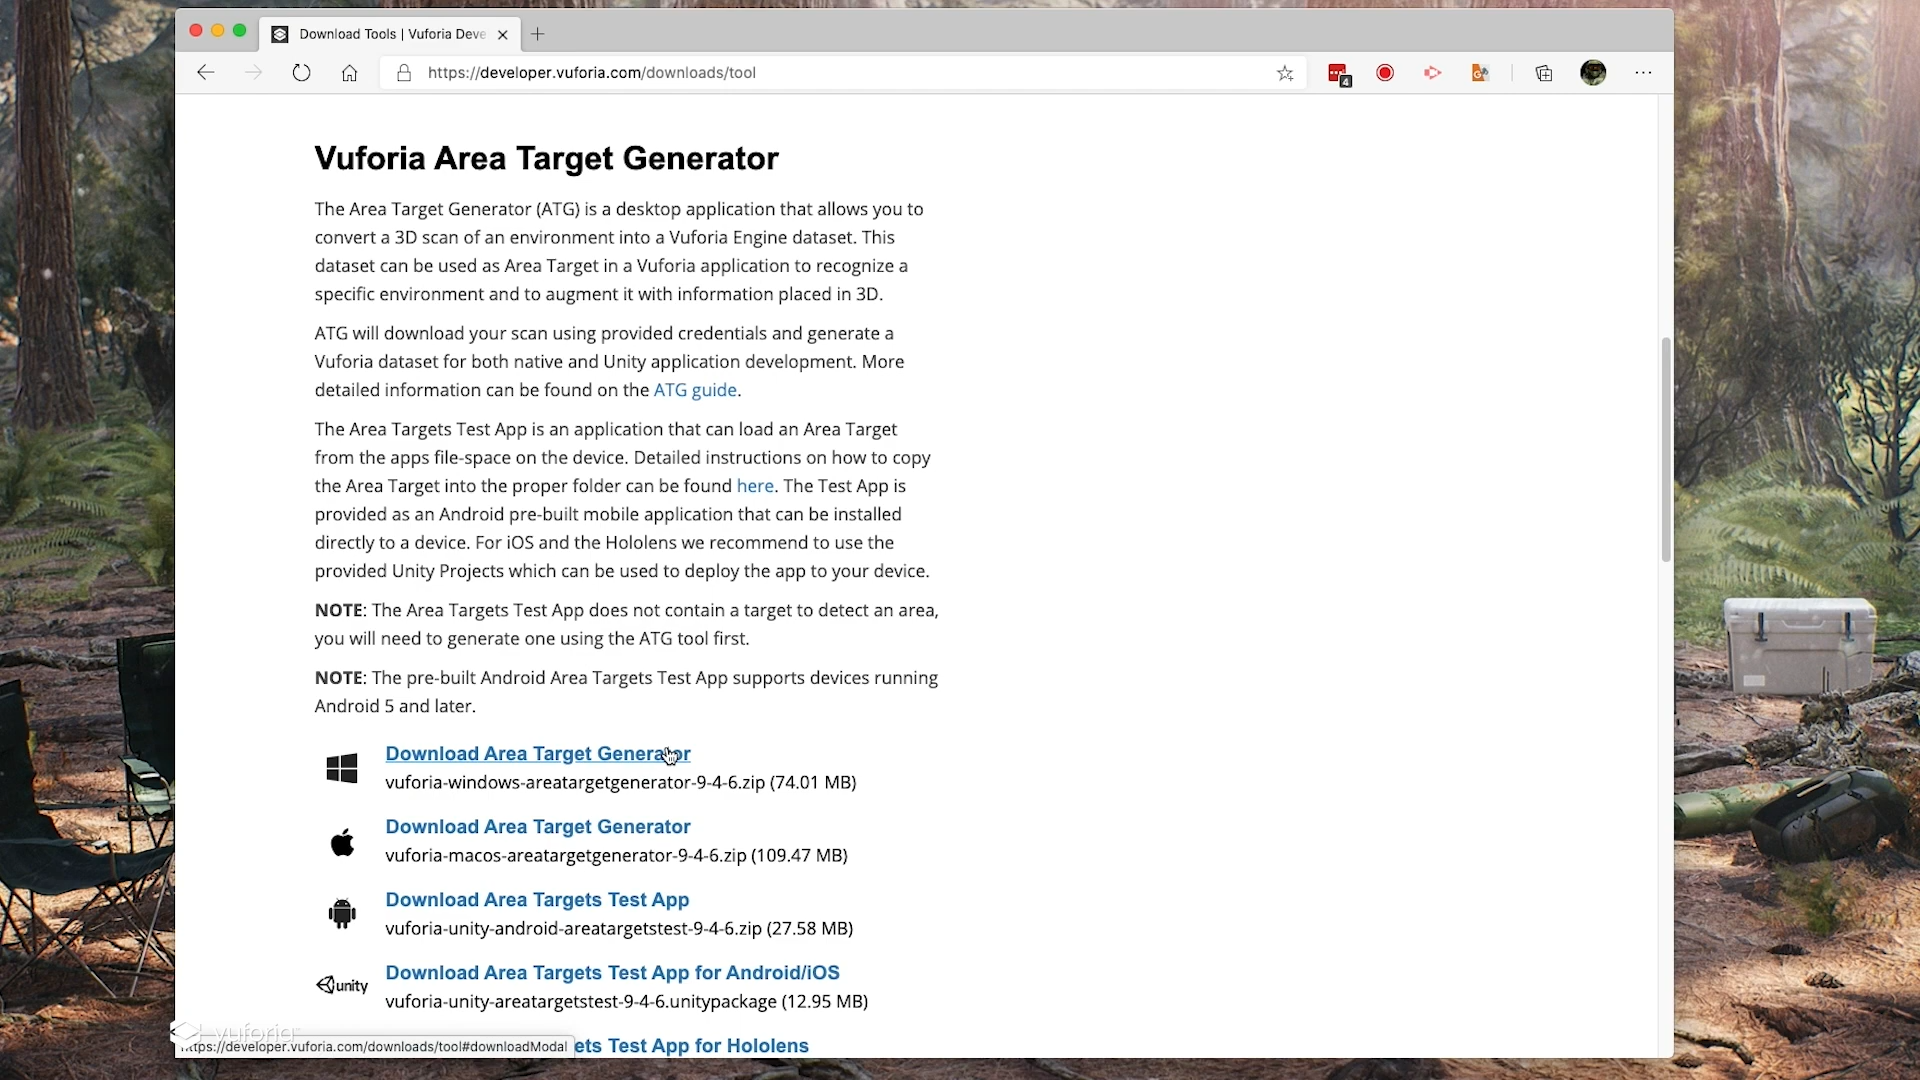 Download Tools | Vuforia Deve
https://developer.vuforia.com/downloads/tool
4
Vuforia Area Target Generator
The Area Target Generator (ATG) is a desktop application that allows you to
convert a 3D scan of an environment into a Vuforia Engine dataset. This
dataset can be used as Area Target in a Vuforia application to recognize a
specific environment and to augment it with information placed in 3D.
ATG will download your scan using provided credentials and generate a
Vuforia dataset for both native and Unity application development. More
detailed information can be found on the ATG guide.
The Area Targets Test App is an application that can load an Area Target
from the apps file-space on the device. Detailed instructions on how to copy
the Area Target into the proper folder can be found here. The Test App is
provided as an Android pre-built mobile application that can be installed
directly to a device. For iOS and the Hololens we recommend to use the
provided Unity Projects which can be used to deploy the app to your device.
NOTE: The Area Targets Test App does not contain a target to detect an area,
you will need to generate one using the ATG tool first.
NOTE: The pre-built Android Area Targets Test App supports devices running
Android 5 and later.
Download Area Target Generator
vuforia-windows-areatargetgenerator-9-4-6.zip (74.01 MB)
Download Area Target Generator
vuforia-macos-areatargetgenerator-9-4-6.zip (109.47 MB)
Download Area Targets Test App
vuforia-unity-android-areatargetstest-9-4-6.zip (27.58 MB)
unity
Download Area Targets Test App for Android/iOS
vuforia-unity-areatargetstest-9-4-6.unitypackage (12.95 MB)
vuforia
https://developer.vuforia.com/downloads/tool#downloadModal
ets Test App for Hololens